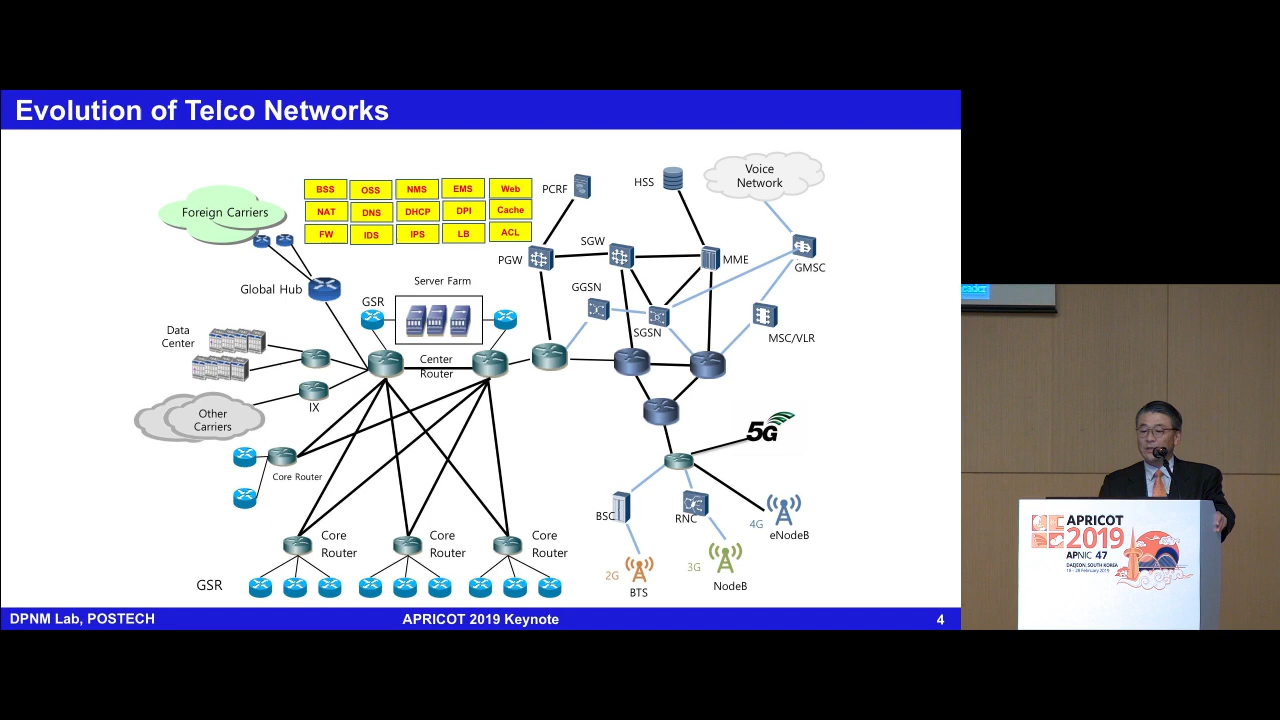 Evolution of Telco Networks
BSS
OSS
NMS
EMS
Web
NAT
DNS
DHCP
DPI
Cache
FW
IDS
IPS
LB
ACL
PCRF
HSS
Voice
Network
Foreign Carriers
SGW
PGW
MME
GMSC
Global Hub
Server Farm
GSR
GGSN
SGSN
MSC/VLR
Data
Center
Center
Router
IX
Other
Carriers
5G
Core Router
BSC
RNC
4G
eNodeB
Core
Router
Core
Router
Core
Router
2G
BTS
3G
NodeB
GSR
DPNM Lab, POSTECH
APRICOT 2019 Keynote
4
APRICOT
2019
APNIC 47
DAEJEON, SOUTH KOREA
18 - 28 February 2019